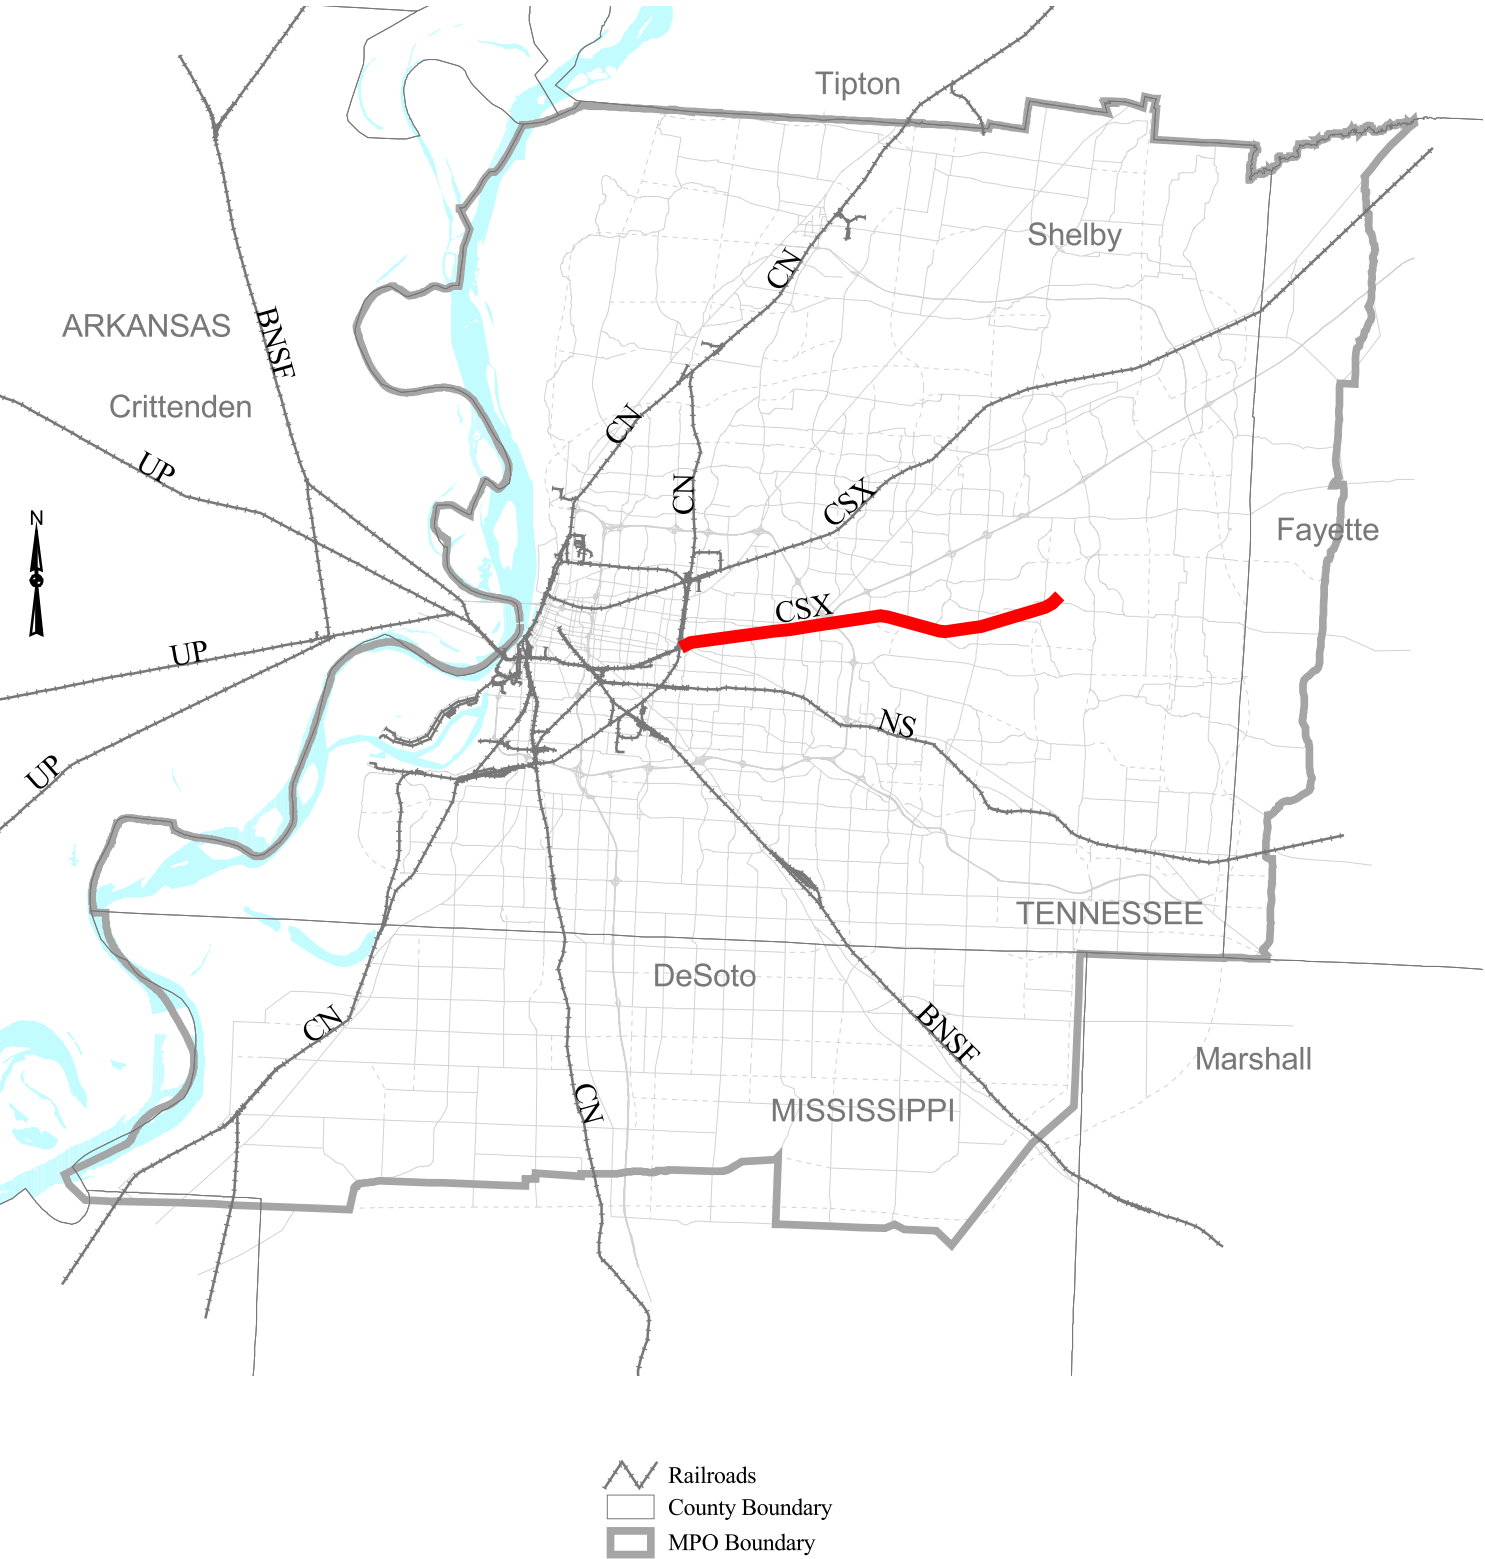 Tipton
Shelby
CN
ARKANSAS
BNSF
Crittenden
CN
UP
CN
CSX
N
Fayette
CSX
UP
NS
UP
TENNESSEE
DeSoto
CN
BNSF
Marshall
CN
MISSISSIPPI
Railroads
County Boundary
MPO Boundary